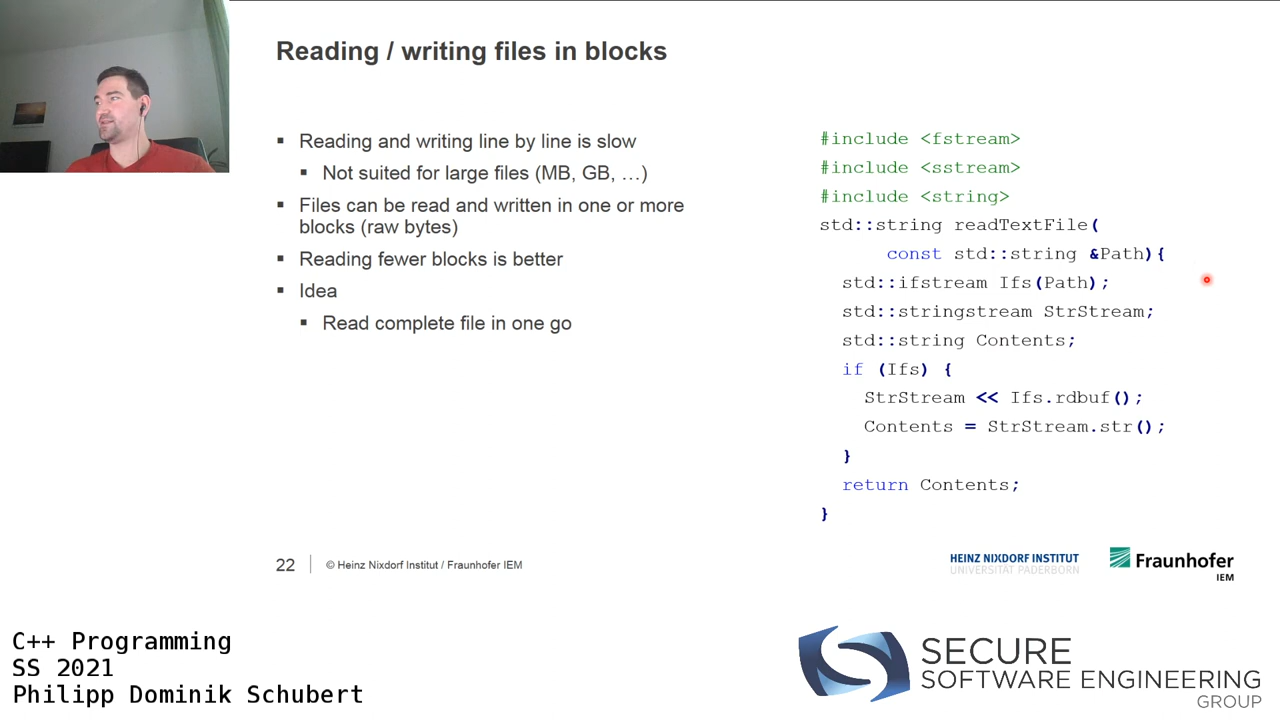 Reading / writing files in blocks
▪ Reading and writing line by line is slow
▪ Not suited for large files (MB, GB, …)
▪ Files can be read and written in one or more
blocks (raw bytes)
▪ Reading fewer blocks is better
▪ Idea
▪ Read complete file in one go
#include <fstream>
#include <sstream>
#include <string>
std::string readTextFile(
const std::string &Path){
std::ifstream Ifs(Path);
std::stringstream StrStream;
std::string Contents;
if (Ifs) {
StrStream << Ifs.rdbuf();
Contents = StrStream.str();
}
return Contents;
}
22
© Heinz Nixdorf Institut / Fraunhofer IEM
HEINZ NIXDORF INSTITUT
UNIVERSITÄT PADERBORN
Fraunhofer
IEM
C++ Programming
SS 2021
Philipp Dominik Schubert
SECURE
SOFTWARE ENGINEERING
GROUP